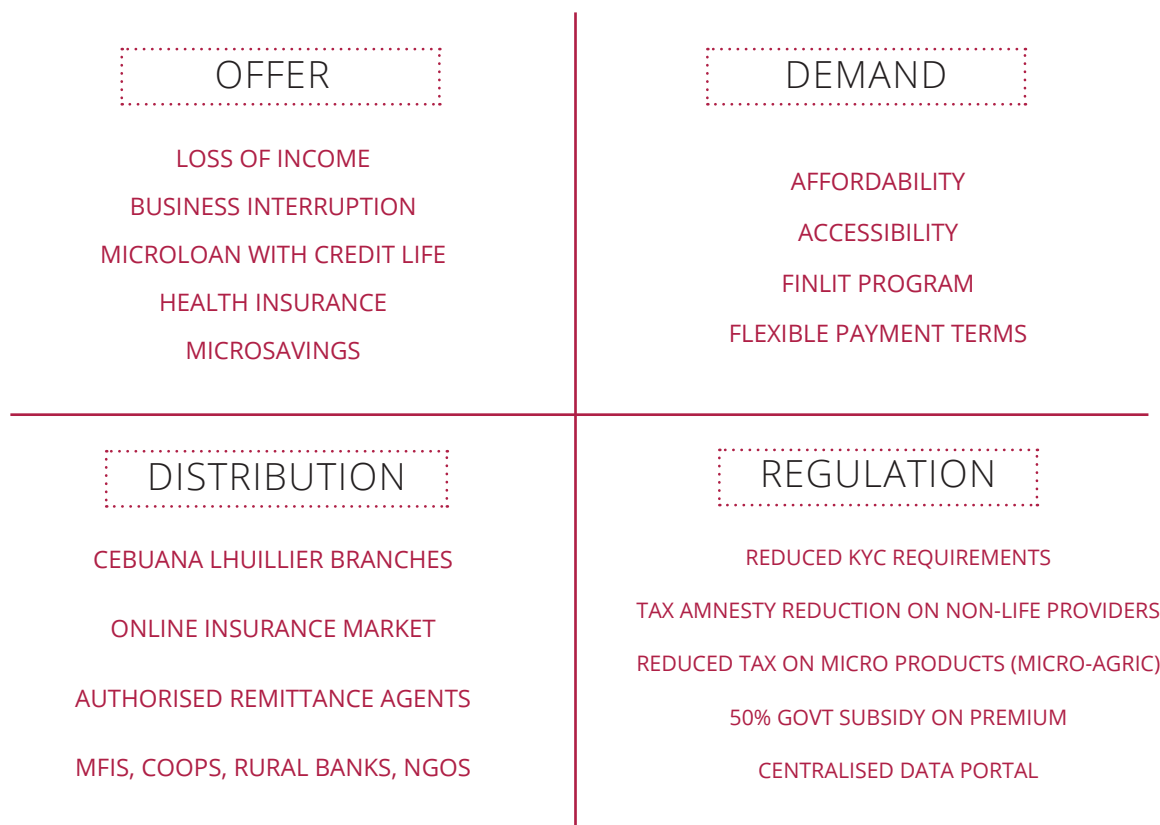 OFFER
LOSS OF INCOME
BUSINESS INTERRUPTION
MICROLOAN WITH CREDIT LIFE
HEALTH INSURANCE
MICROSAVINGS
DEMAND
AFFORDABILITY
ACCESSIBILITY
FINLIT PROGRAM
FLEXIBLE PAYMENT TERMS
DISTRIBUTION
CEBUANA LHUILLIER BRANCHES
ONLINE INSURANCE MARKET
AUTHORISED REMITTANCE AGENTS
MFIS, COOPS, RURAL BANKS, NGOS
REGULATION
REDUCED KYC REQUIREMENTS
TAX AMNESTY REDUCTION ON NON-LIFE PROVIDERS
REDUCED TAX ON MICRO PRODUCTS (MICRO-AGRIC)
50% GOVT SUBSIDY ON PREMIUM
CENTRALISED DATA PORTAL